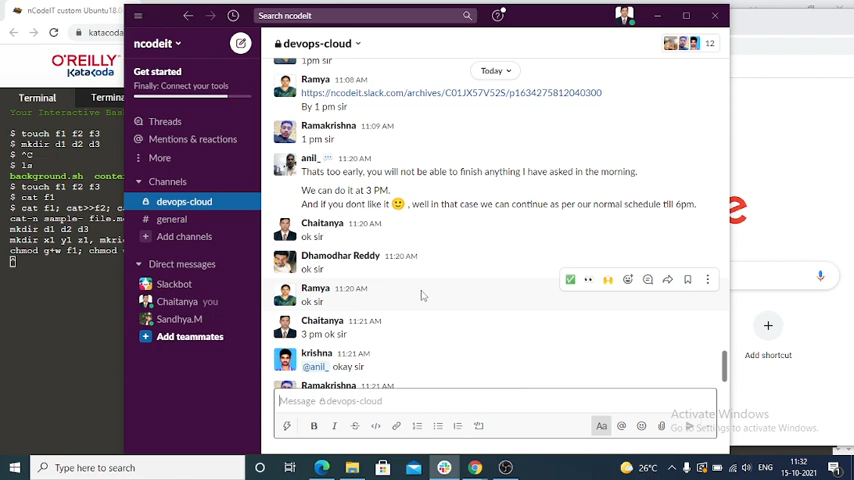 nCodeIT custom Ubuntu18.0
katacoda
O'REILLY
Katacoda
Terminal
Termina
Your Interactive Bas
$ touch f1 f2 f3
$ mkdir d1 d2 d3
$ ^C
$ ls
background.sh conte
$ touch f1 f2 f3
$ cat f1
$ cat f1; cat>>f2; ca
cat-n sample- file.mo
mkdir d1 d2 d3
mkdir x1 y1 z1, mkri
chmod g+w f1; chmod
Search ncodeit
ncodeit
Get started
Finally: Connect your tools
Threads
Mentions & reactions
More
Channels
devops-cloud
general
Add channels
Direct messages
Slackbot
Chaitanya you
Sandhya.M
Add teammates
devops-cloud
12
1pm sir
Today
Ramya 11:08 AM
https://ncodeit.slack.com/archives/C01JX57V52S/p1634275812040300
By 1 pm sir
Ramakrishna 11:09 AM
1 pm sir
anil_ 11:20 AM
Thats too early, you will not be able to finish anything I have asked in the morning.
We can do it at 3 PM.
And if you dont like it 🙂 , well in that case we can continue as per our normal schedule till 6pm.
Chaitanya 11:20 AM
ok sir
Dhamodhar Reddy 11:20 AM
ok sir
Ramya 11:20 AM
ok sir
Chaitanya 11:21 AM
3 pm ok sir
krishna 11:21 AM
@anil_ okay sir
Ramakrishna 11:21 AM
Message devops-cloud
Add shortcut
Activate Windows
Go to Settings to activate Windows.
Type here to search
26°C
ENG
11:32
15-10-2021